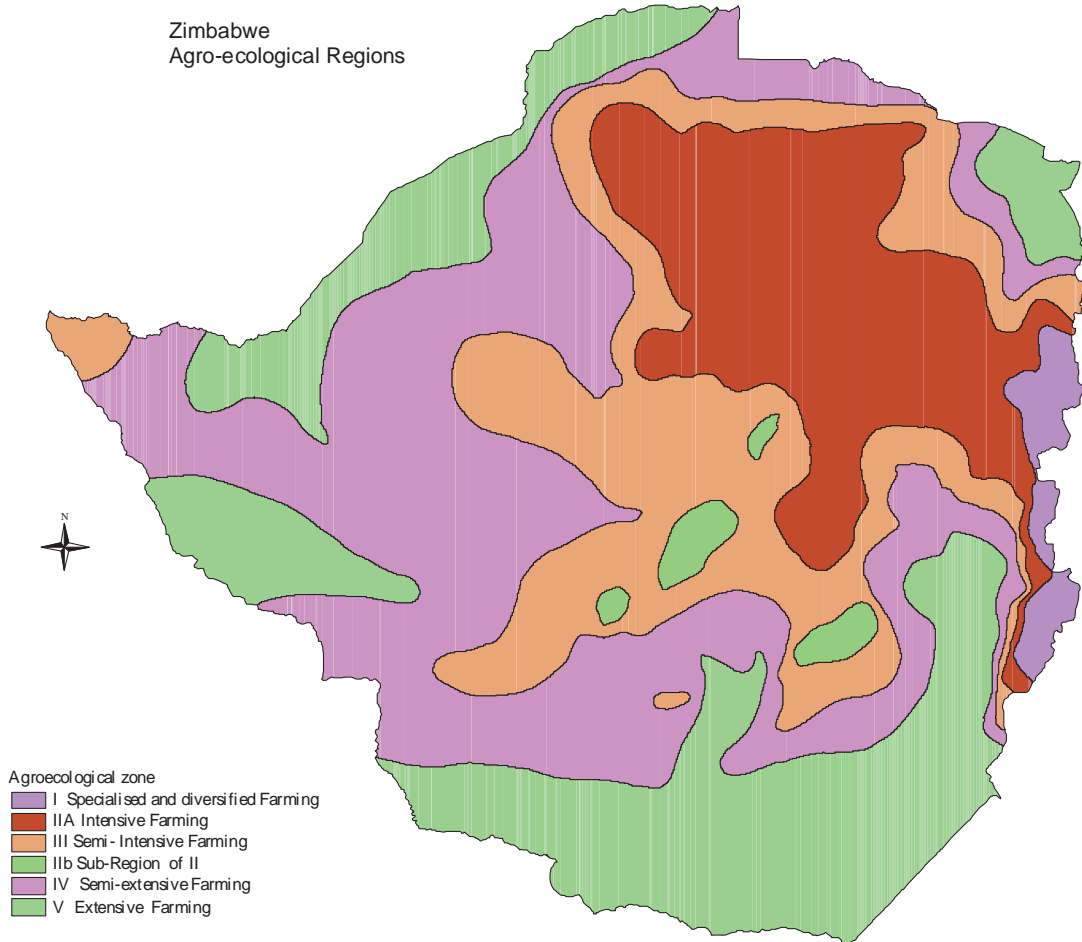 Zimbabwe
Agro-ecological Regions
N
Agroecological zone
I Specialised and diversified Farming
IIA Intensive Farming
III Semi- Intensive Farming
IIb Sub-Region of II
IV Semi-extensive Farming
V Extensive Farming